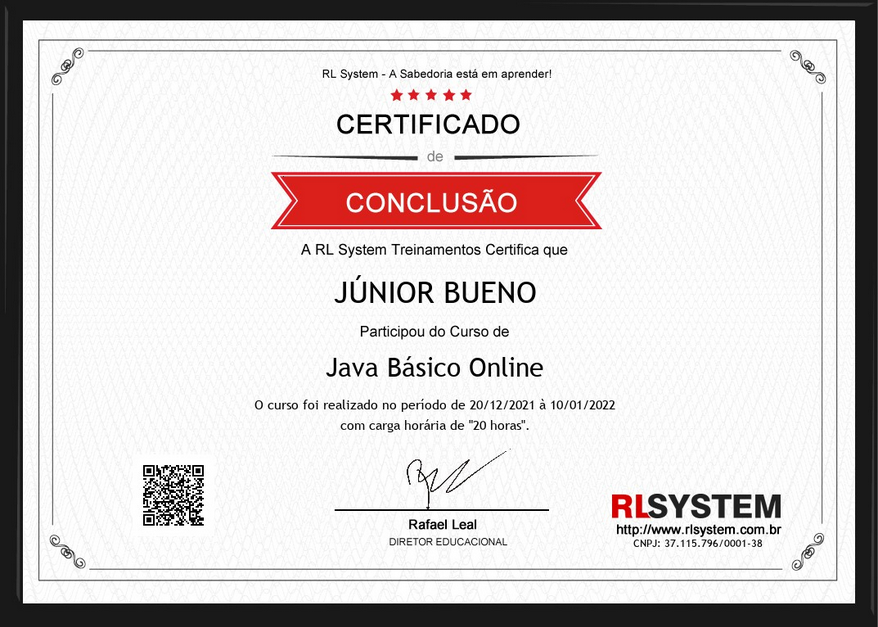 RL System - A Sabedoria está em aprender!
CERTIFICADO
de
CONCLUSÃO
A RL System Treinamentos Certifica que
JÚNIOR BUENO
Participou do Curso de
Java Básico Online
O curso foi realizado no período de 20/12/2021 à 10/01/2022
com carga horária de "20 horas".
Rafael Leal
DIRETOR EDUCACIONAL
RLSYSTEM
http://www.rlsystem.com.br
CNPJ: 37.115.796/0001-38